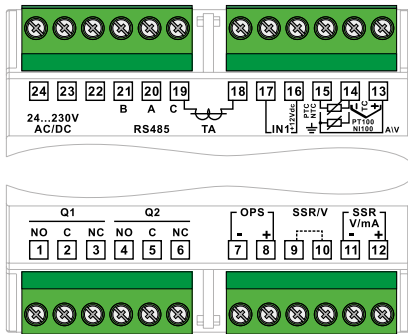 24 23 22 21 20 19 18 17 16 15 14 13
B A C
24...230V
AC/DC
RS485
TA
IN1
+12Vdc
PTC
NTC
TC
+
PT100
NI100
A\V
Q1 Q2 OPS SSR/V SSR
V/mA
NO C NC NO C NC - + - +
1 2 3 4 5 6 7 8 9 10 11 12